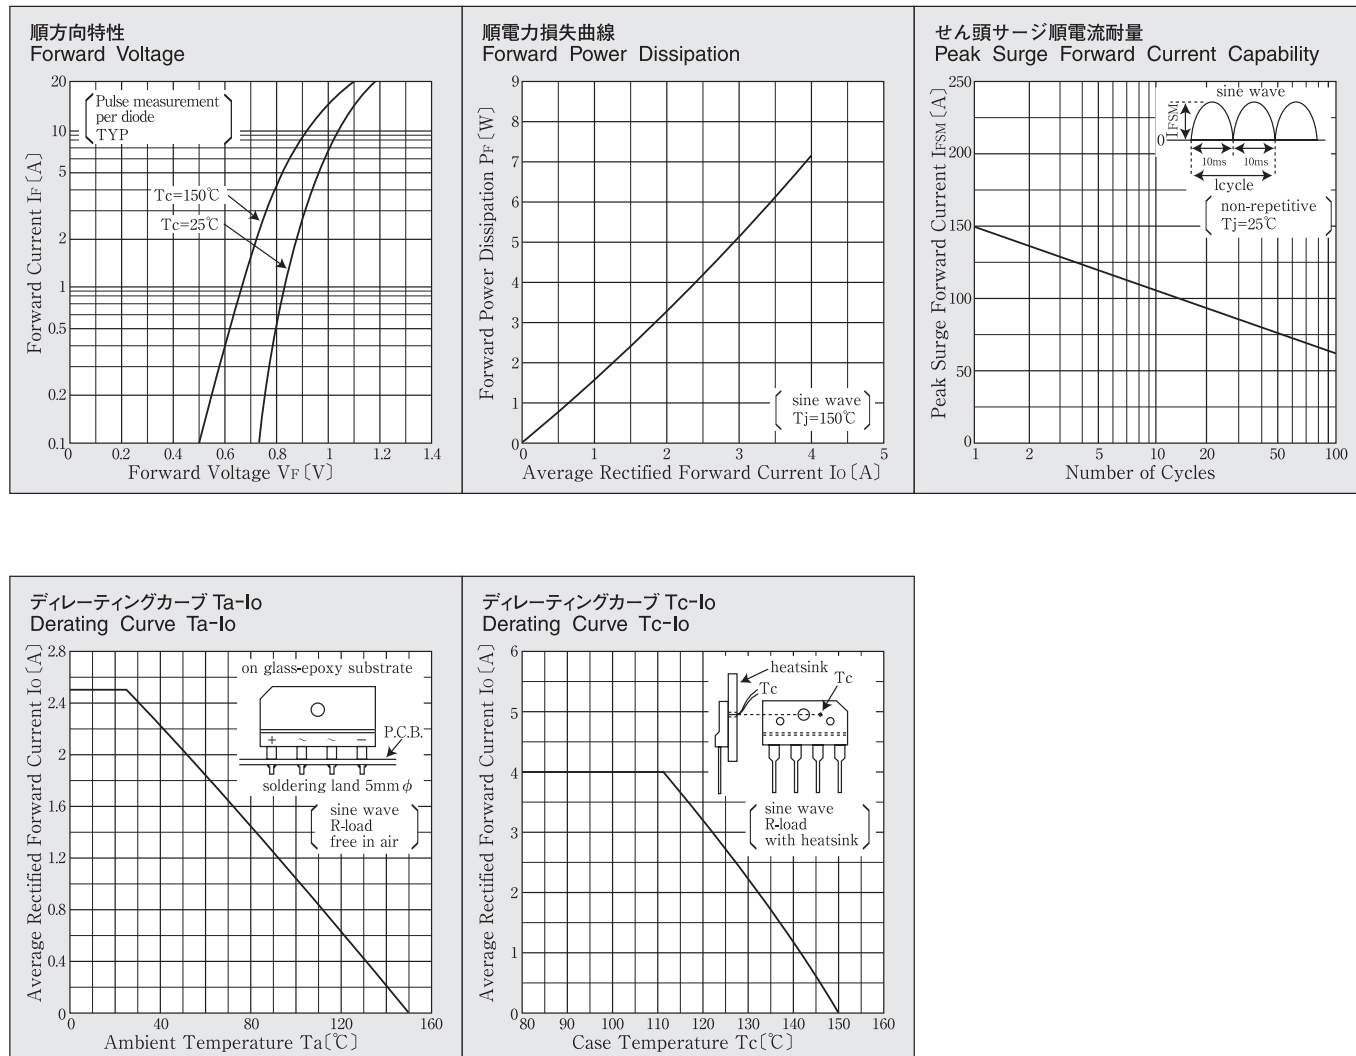 順方向特性
Forward Voltage
20
10
5
2
1
0.5
0.2
0.1
Forward Current IF〔A〕
Pulse measurement
per diode
TYP
Tc=150℃
Tc=25℃
0 0.2 0.4 0.6 0.8 1 1.2 1.4
Forward Voltage VF〔V〕
順電力損失曲線
Forward Power Dissipation
9
8
7
6
5
4
3
2
1
0
Forward Power Dissipation PF〔W〕
sine wave
Tj=150℃
0 1 2 3 4 5
Average Rectified Forward Current Io〔A〕
せん頭サージ順電流耐量
Peak Surge Forward Current Capability
250
200
150
100
50
0
Peak Surge Forward Current IFSM〔A〕
sine wave
IFSM
0
10ms 10ms
1cycle
non-repetitive
Tj=25℃
1 2 5 10 20 50 100
Number of Cycles
ディレーティングカーブ Ta-Io
Derating Curve Ta-Io
2.8
2.4
2
1.6
1.2
0.8
0.4
0
Average Rectified Forward Current Io〔A〕
on glass-epoxy substrate
+ ~ ~ −
P.C.B.
soldering land 5mmφ
sine wave
R-load
free in air
0 40 80 120 160
Ambient Temperature Ta〔℃〕
ディレーティングカーブ Tc-Io
Derating Curve Tc-Io
6
5
4
3
2
1
0
Average Rectified Forward Current Io〔A〕
heatsink
Tc
Tc
sine wave
R-load
with heatsink
80 90 100 110 120 130 140 150 160
Case Temperature Tc〔℃〕